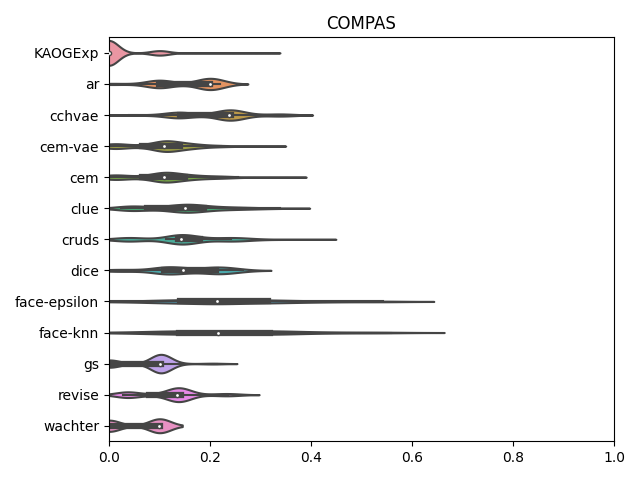 COMPAS
KAOGExp
ar
cchvae
cem-vae
cem
clue
cruds
dice
face-epsilon
face-knn
gs
revise
wachter
0.0 0.2 0.4 0.6 0.8 1.0